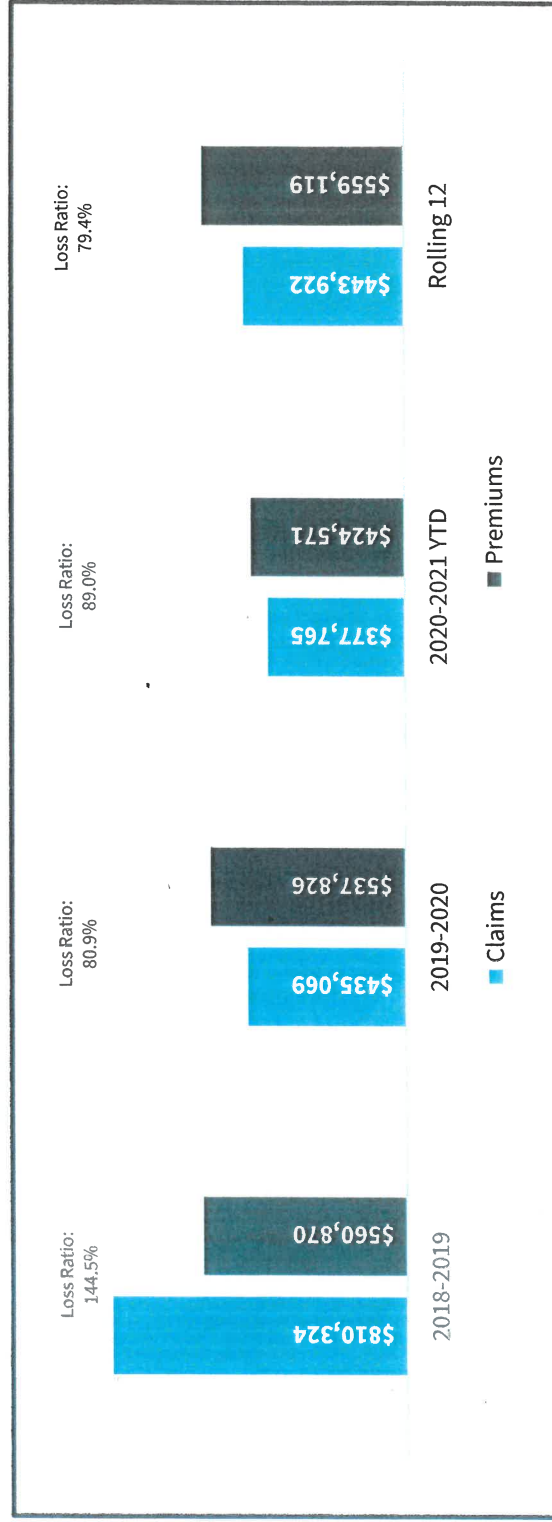 Loss Ratio:
144.5%
Loss Ratio:
80.9%
Loss Ratio:
89.0%
Loss Ratio:
79.4%
$810,324
$560,870
$435,069
$537,826
$377,765
$424,571
$443,922
$559,119
2018-2019
2019-2020
2020-2021 YTD
Rolling 12
Claims
Premiums